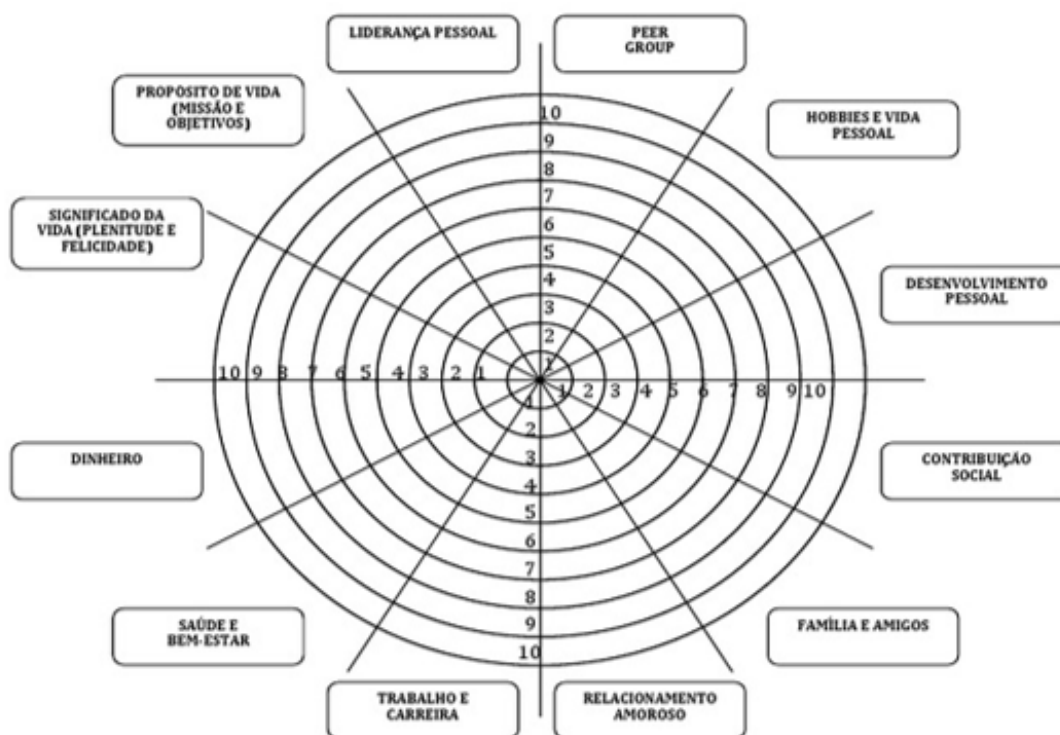 LIDERANÇA PESSOAL
PEER
GROUP
PROPÓSITO DE VIDA
(MISSÃO E
OBJETIVOS)
HOBBIES E VIDA
PESSOAL
SIGNIFICADO DA
VIDA (PLENITUDE E
FELICIDADE)
DESENVOLVIMENTO
PESSOAL
10
9
8
7
6
5
4
3
2
1
10 9 8 7 6 5 4 3 2 1
1 2 3 4 5 6 7 8 9 10
1
2
3
4
5
6
7
8
9
10
DINHEIRO
CONTRIBUIÇÃO
SOCIAL
SAÚDE E
BEM-ESTAR
FAMÍLIA E AMIGOS
TRABALHO E
CARREIRA
RELACIONAMENTO
AMOROSO